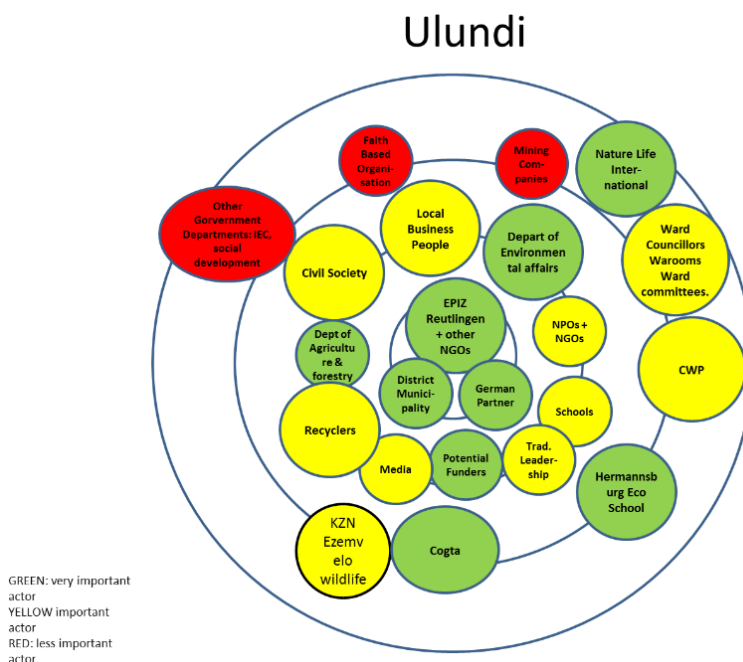 Ulundi
Faith
Based
Organi-
sation
Mining
Com-
panies
Nature Life
Inter-
national
Other
Gorvernment
Departments: IEC,
social
development
Local
Business
People
Depart of
Environmen
tal affairs
Ward
Councillors
Warooms
Ward
committees.
Civil Society
EPIZ
Reutlingen
+ other
NGOs
NPOs +
NGOs
Dept of
Agricultu
re &
forestry
CWP
District
Munici-
pality
German
Partner
Recyclers
Schools
Media
Potential
Funders
Trad.
Leader-
ship
Hermannsb
urg Eco
School
KZN
Ezemv
elo
wildlife
Cogta
GREEN: very important
actor
YELLOW important
actor
RED: less important
actor